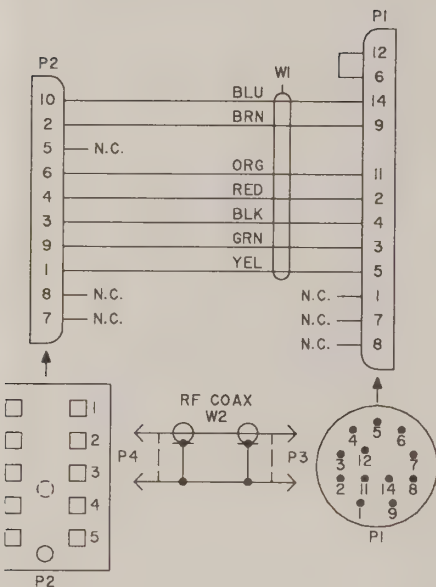 P1
P2
W1
12
6
10 BLU 14
2 BRN 9
5 N.C.
6 ORG 11
4 RED 2
3 BLK 4
9 GRN 3
1 YEL 5
8 N.C. N.C. 1
7 N.C. N.C. 7
N.C. 8
RF COAX
W2
P4 P3
1
2
3
4
5
P2
5
4 6
3 12 7
2 11 14 8
1 9
P1